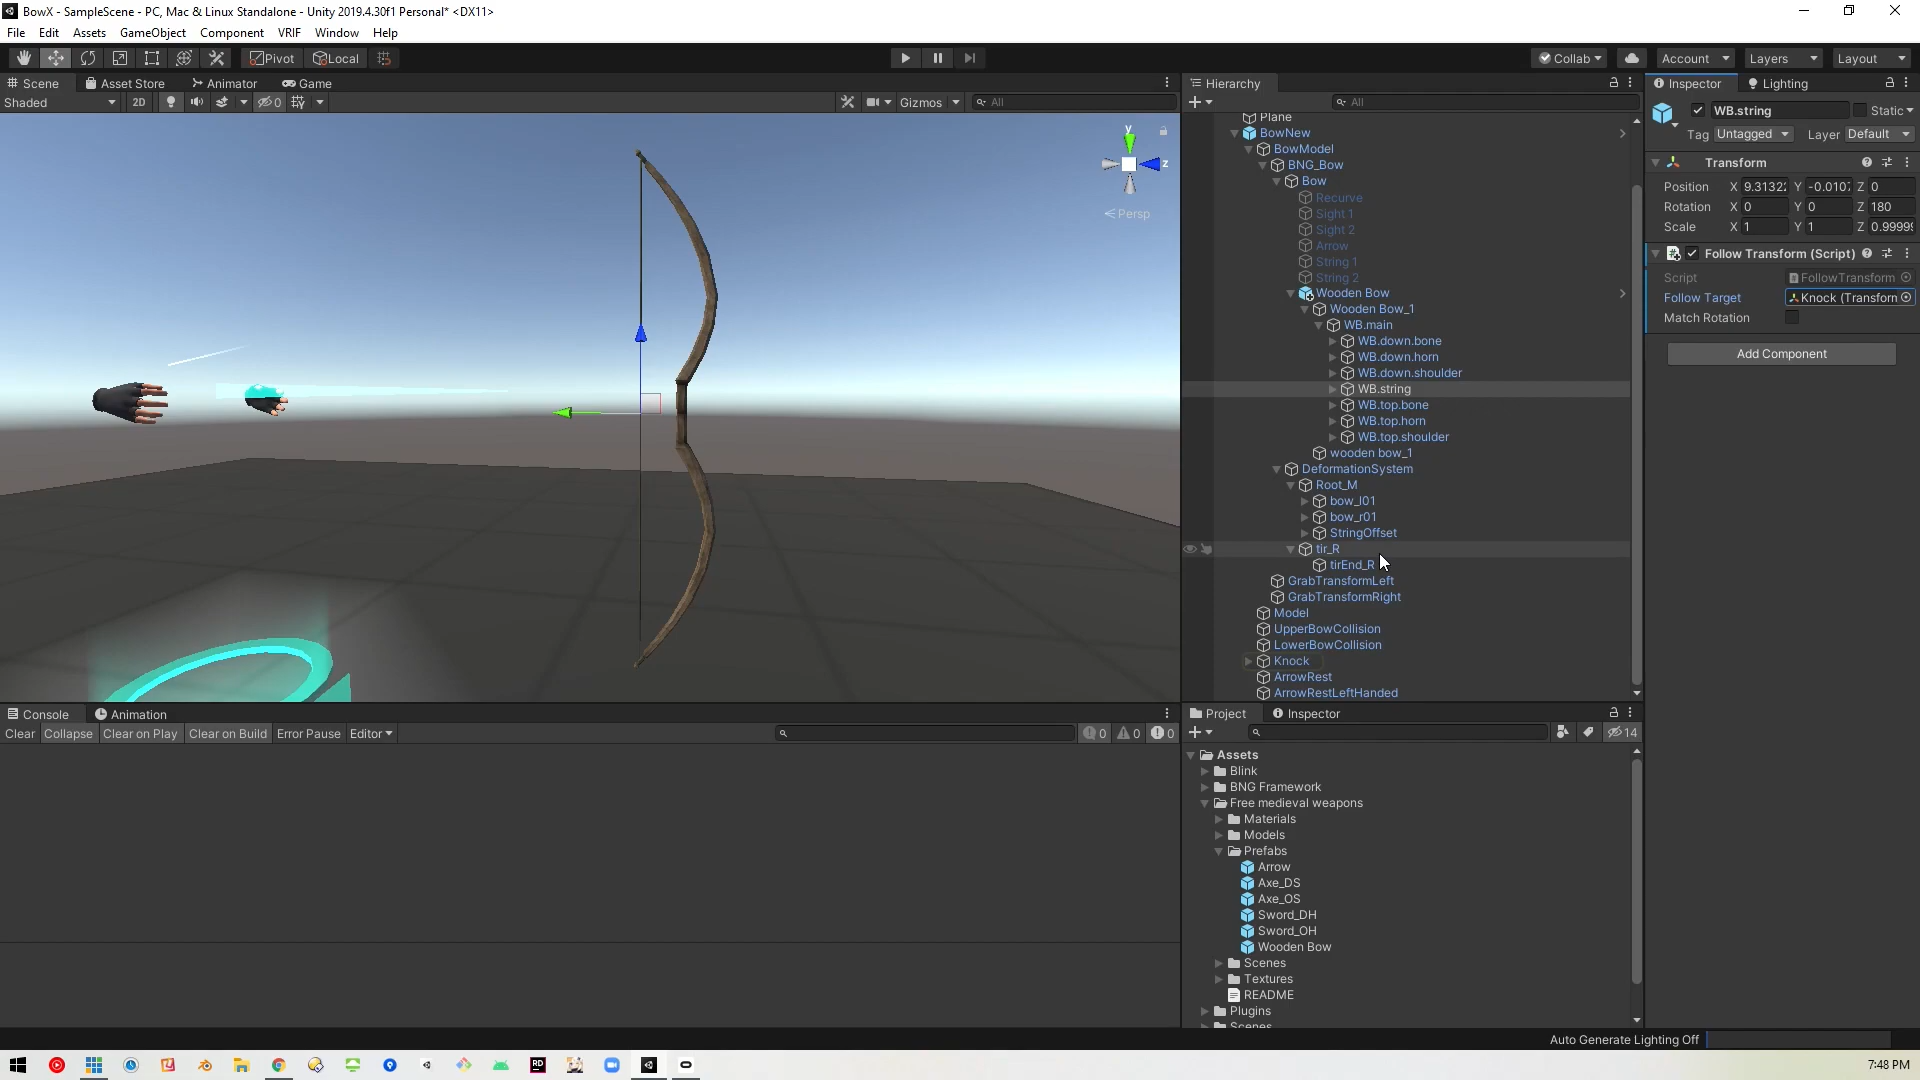 BowX - SampleScene - PC, Mac & Linux Standalone - Unity 2019.4.30f1 Personal* <DX11>
File Edit Assets GameObject Component VRIF Window Help
Pivot Local Collab Account Layers Layout
Scene Asset Store Animator Game
Shaded 2D 0 Gizmos All
y
z
Persp
Hierarchy
All
Plane
BowNew
BowModel
BNG_Bow
Bow
Recurve
Sight 1
Sight 2
Arrow
String 1
String 2
Wooden Bow
Wooden Bow_1
WB.main
WB.down.bone
WB.down.horn
WB.down.shoulder
WB.string
WB.top.bone
WB.top.horn
WB.top.shoulder
wooden bow_1
DeformationSystem
Root_M
bow_l01
bow_r01
StringOffset
tir_R
tirEnd_R
GrabTransformLeft
GrabTransformRight
Model
UpperBowCollision
LowerBowCollision
Knock
ArrowRest
ArrowRestLeftHanded
Inspector Lighting
WB.string Static
Tag Untagged Layer Default
Transform
Position X 9.3132 Y -0.010 Z 0
Rotation X 0 Y 0 Z 180
Scale X 1 Y 1 Z 0.9999
Follow Transform (Script)
Script FollowTransform
Follow Target Knock (Transform
Match Rotation
Add Component
Console Animation
Clear Collapse Clear on Play Clear on Build Error Pause Editor 0 0 0
Project Inspector
14
Assets
Blink
BNG Framework
Free medieval weapons
Materials
Models
Prefabs
Arrow
Axe_DS
Axe_OS
Sword_DH
Sword_OH
Wooden Bow
Scenes
Textures
README
Plugins
Scenes
Auto Generate Lighting Off
RD
7:48 PM